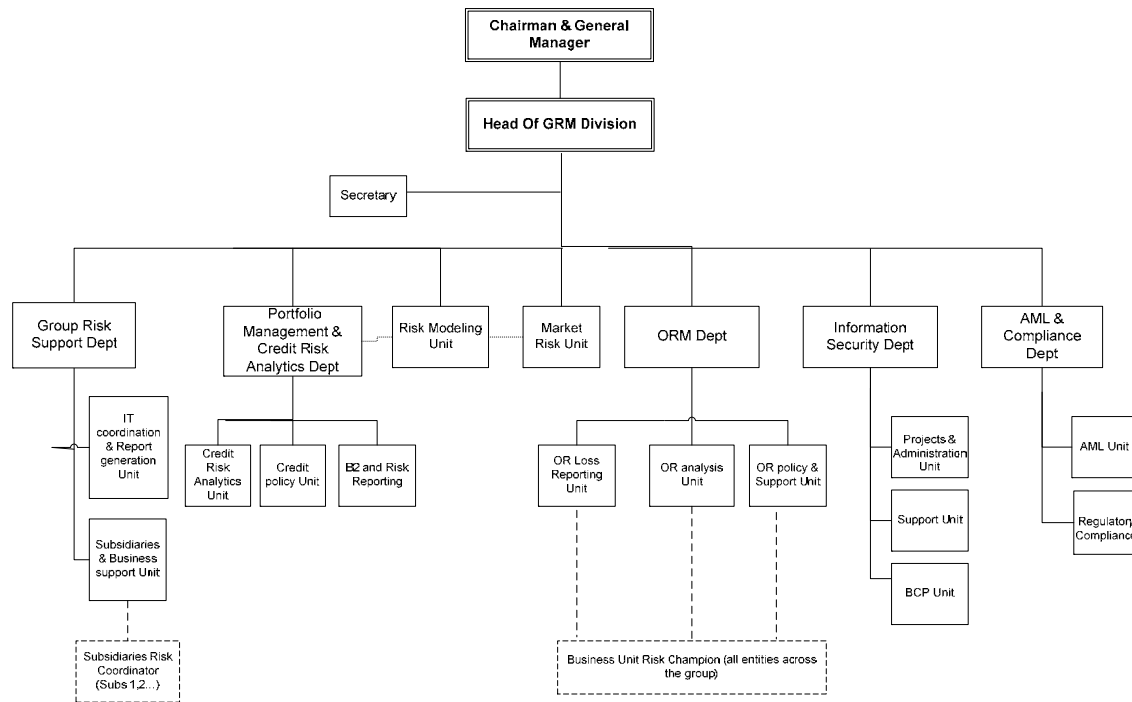 Chairman & General
Manager
Head Of GRM Division
Secretary
Group Risk
Support Dept
Portfolio
Management &
Credit Risk
Analytics Dept
Risk Modeling
Unit
Market
Risk Unit
ORM Dept
Information
Security Dept
AML &
Compliance
Dept
IT
coordination
& Report
generation
Unit
Subsidiaries
& Business
support Unit
Subsidiaries Risk
Coordinator
(Subs 1,2...)
Credit
Risk
Analytics
Unit
Credit
policy Unit
B2 and Risk
Reporting
OR Loss
Reporting
Unit
OR analysis
Unit
OR policy &
Support Unit
Business Unit Risk Champion (all entities across
the group)
Projects &
Administration
Unit
Support Unit
BCP Unit
AML Unit
Regulatory
Compliance